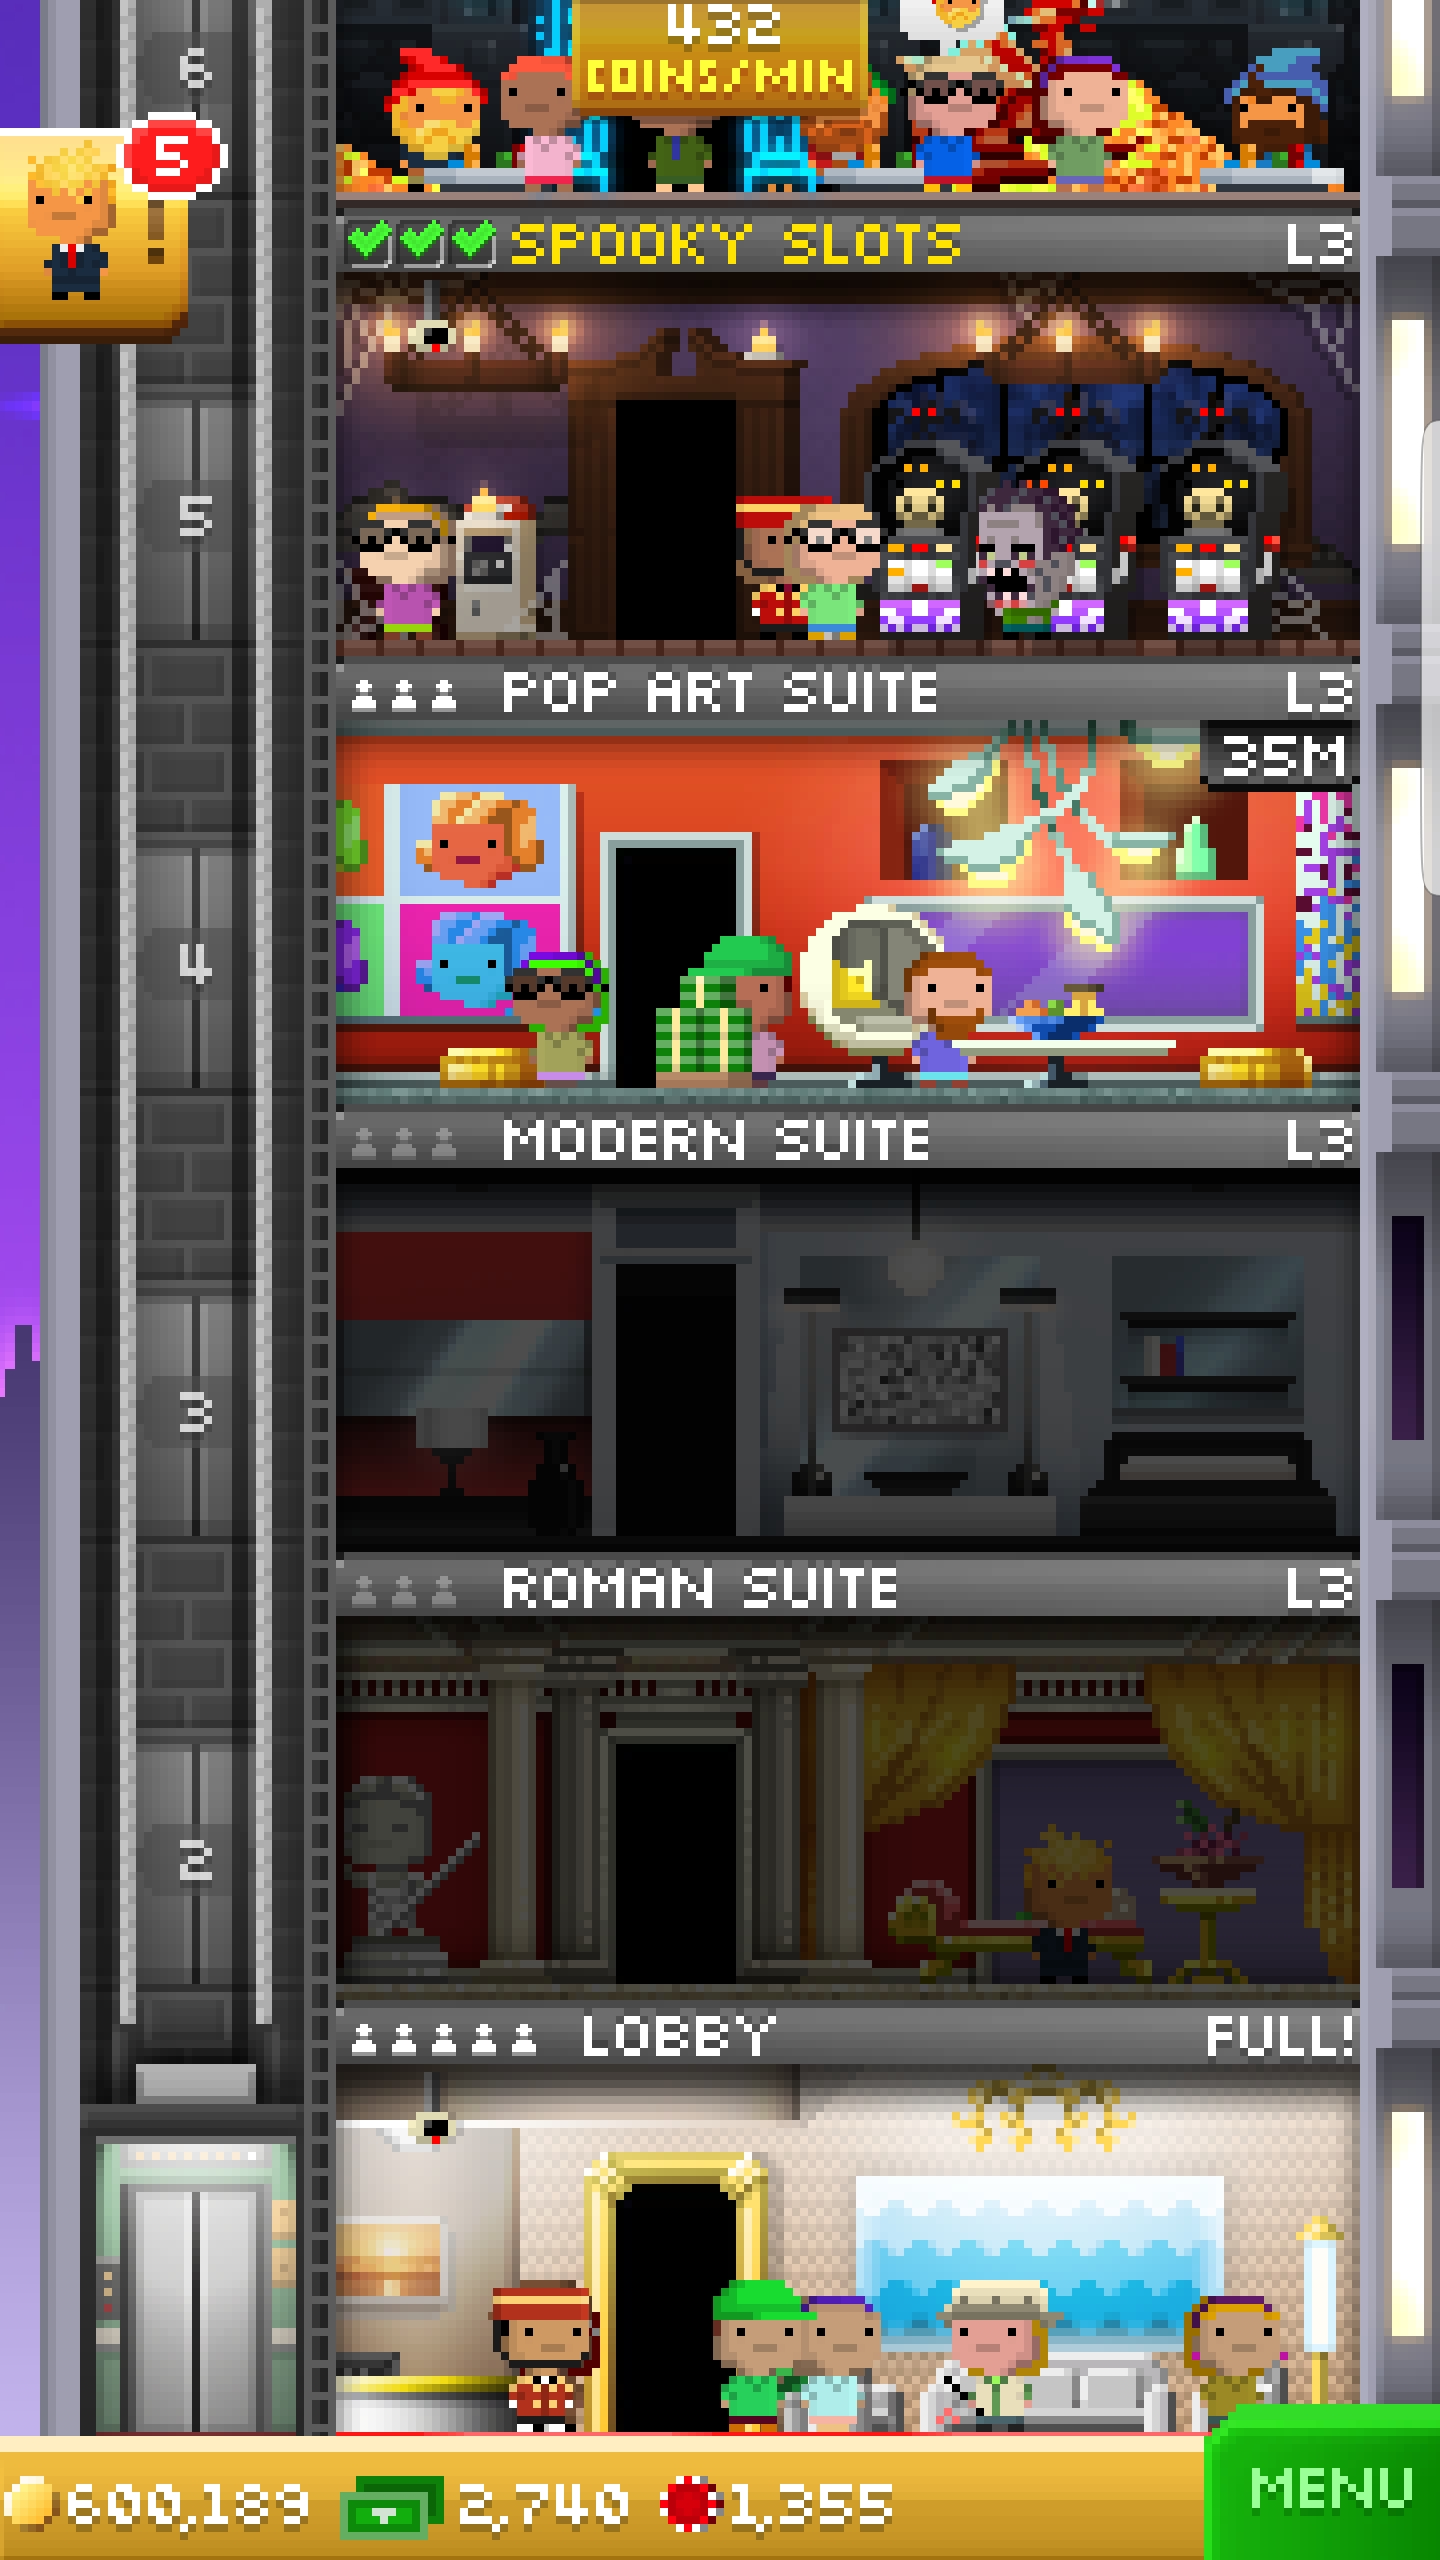 432
COINS/MIN
6
5
!
SPOOKY SLOTS L3
5
POP ART SUITE L3
35M
4
MODERN SUITE L3
3
ROMAN SUITE L3
2
LOBBY FULL!
600,189 2,740 1,355 MENU